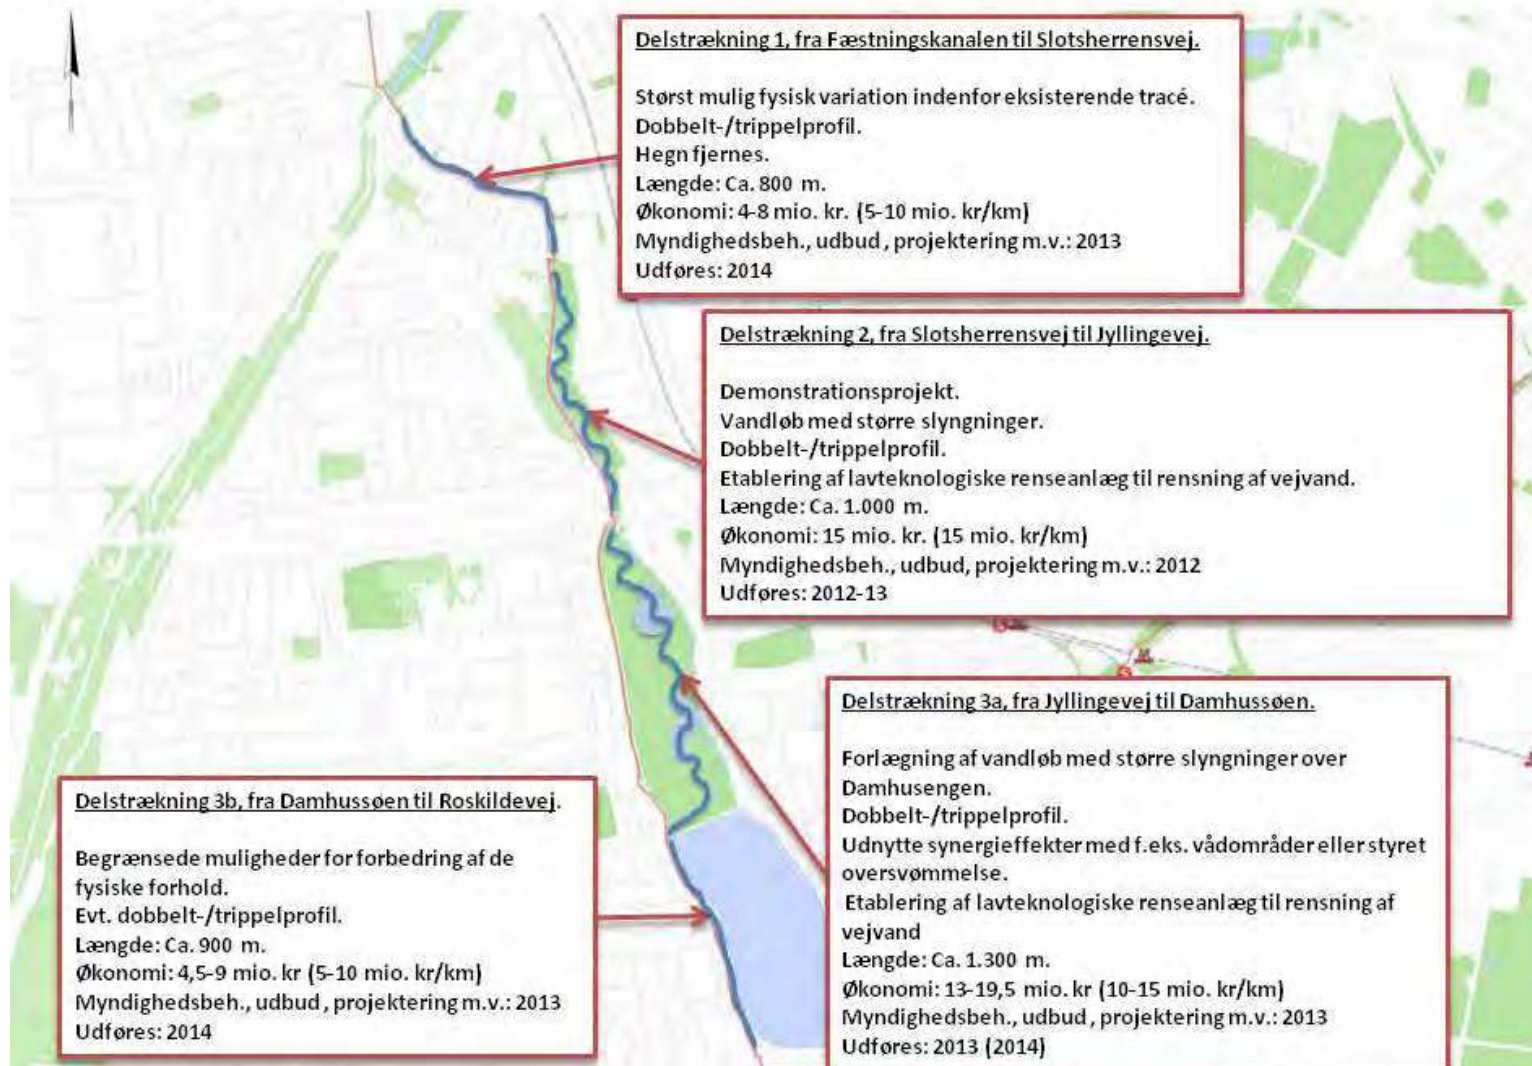 Delstrækning 1, fra Fæstningskanalen til Slotsherrensvej.
Størst mulig fysisk variation indenfor eksisterende tracé.
Dobbelt-/trippelprofil.
Hegn fjernes.
Længde: Ca. 800 m.
Økonomi: 4-8 mio. kr. (5-10 mio. kr/km)
Myndighedsbeh., udbud, projektering m.v.: 2013
Udføres: 2014
Delstrækning 2, fra Slotsherrensvej til Jyllingevej.
Demonstrationsprojekt.
Vandløb med større slyngninger.
Dobbelt-/trippelprofil.
Etablering af lavteknologiske renseanlæg til rensning af vejvand.
Længde: Ca. 1.000 m.
Økonomi: 15 mio. kr. (15 mio. kr/km)
Myndighedsbeh., udbud, projektering m.v.: 2012
Udføres: 2012-13
Delstrækning 3a, fra Jyllingevej til Damhussøen.
Forlægning af vandløb med større slyngninger over
Damhusengen.
Dobbelt-/trippelprofil.
Udnytte synergieffekter med f.eks. vådområder eller styret
oversvømmelse.
Etablering af lavteknologiske renseanlæg til rensning af
vejvand
Længde: Ca. 1.300 m.
Økonomi: 13-19,5 mio. kr (10-15 mio. kr/km)
Myndighedsbeh., udbud, projektering m.v.: 2013
Udføres: 2013 (2014)
Delstrækning 3b, fra Damhussøen til Roskildevej.
Begrænsede muligheder for forbedring af de
fysiske forhold.
Evt. dobbelt-/trippelprofil.
Længde: Ca. 900 m.
Økonomi: 4,5-9 mio. kr (5-10 mio. kr/km)
Myndighedsbeh., udbud, projektering m.v.: 2013
Udføres: 2014